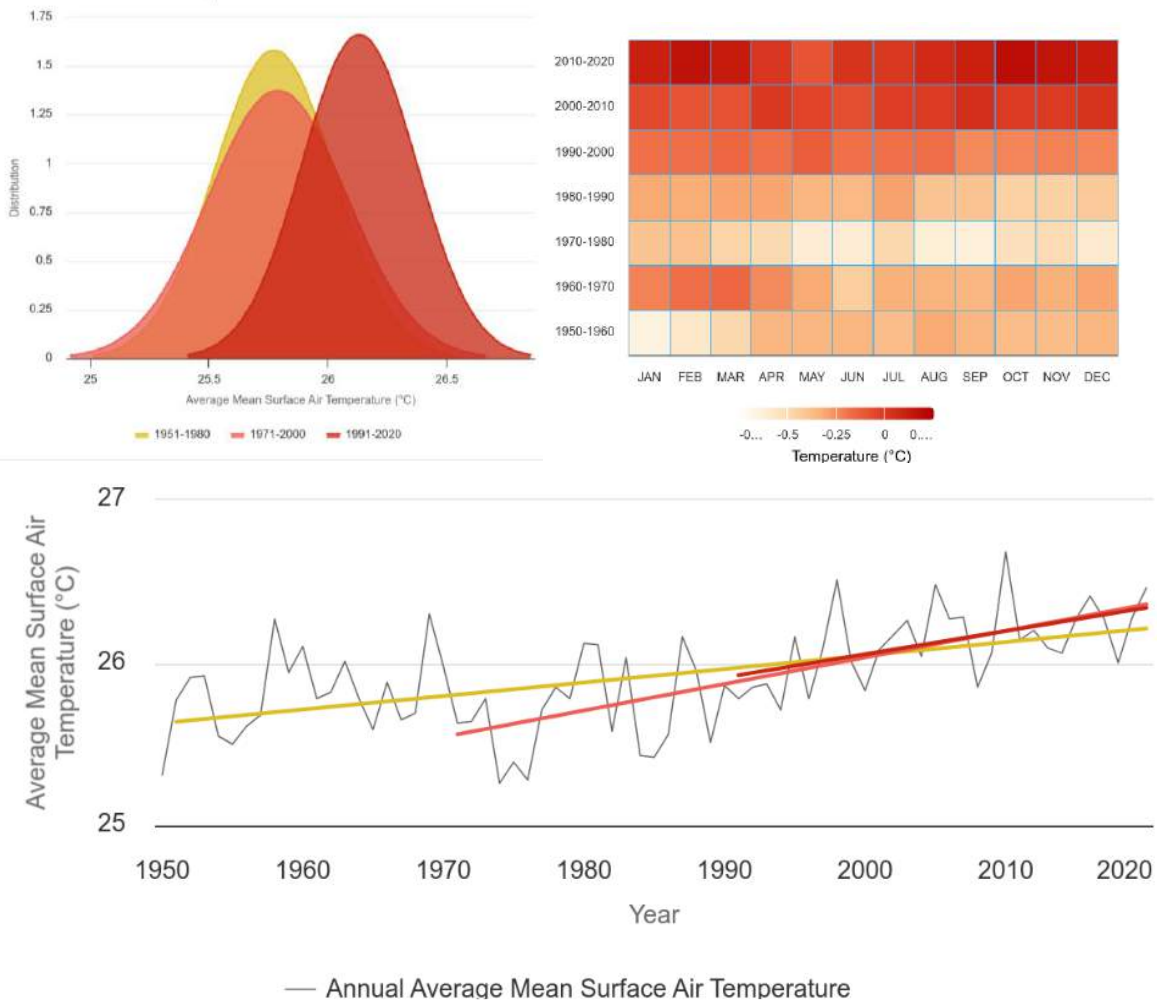 1.75
1.5
1.25
1
0.75
0.5
0.25
0
Distribution
25
25.5
26
26.5
Average Mean Surface Air Temperature (°C)
1951-1980
1971-2000
1991-2020
2010-2020
2000-2010
1990-2000
1980-1990
1970-1980
1960-1970
1950-1960
JAN FEB MAR APR MAY JUN JUL AUG SEP OCT NOV DEC
-0... -0.5 -0.25 0 0....
Temperature (°C)
27
26
25
Average Mean Surface Air
Temperature (°C)
1950 1960 1970 1980 1990 2000 2010 2020
Year
Annual Average Mean Surface Air Temperature